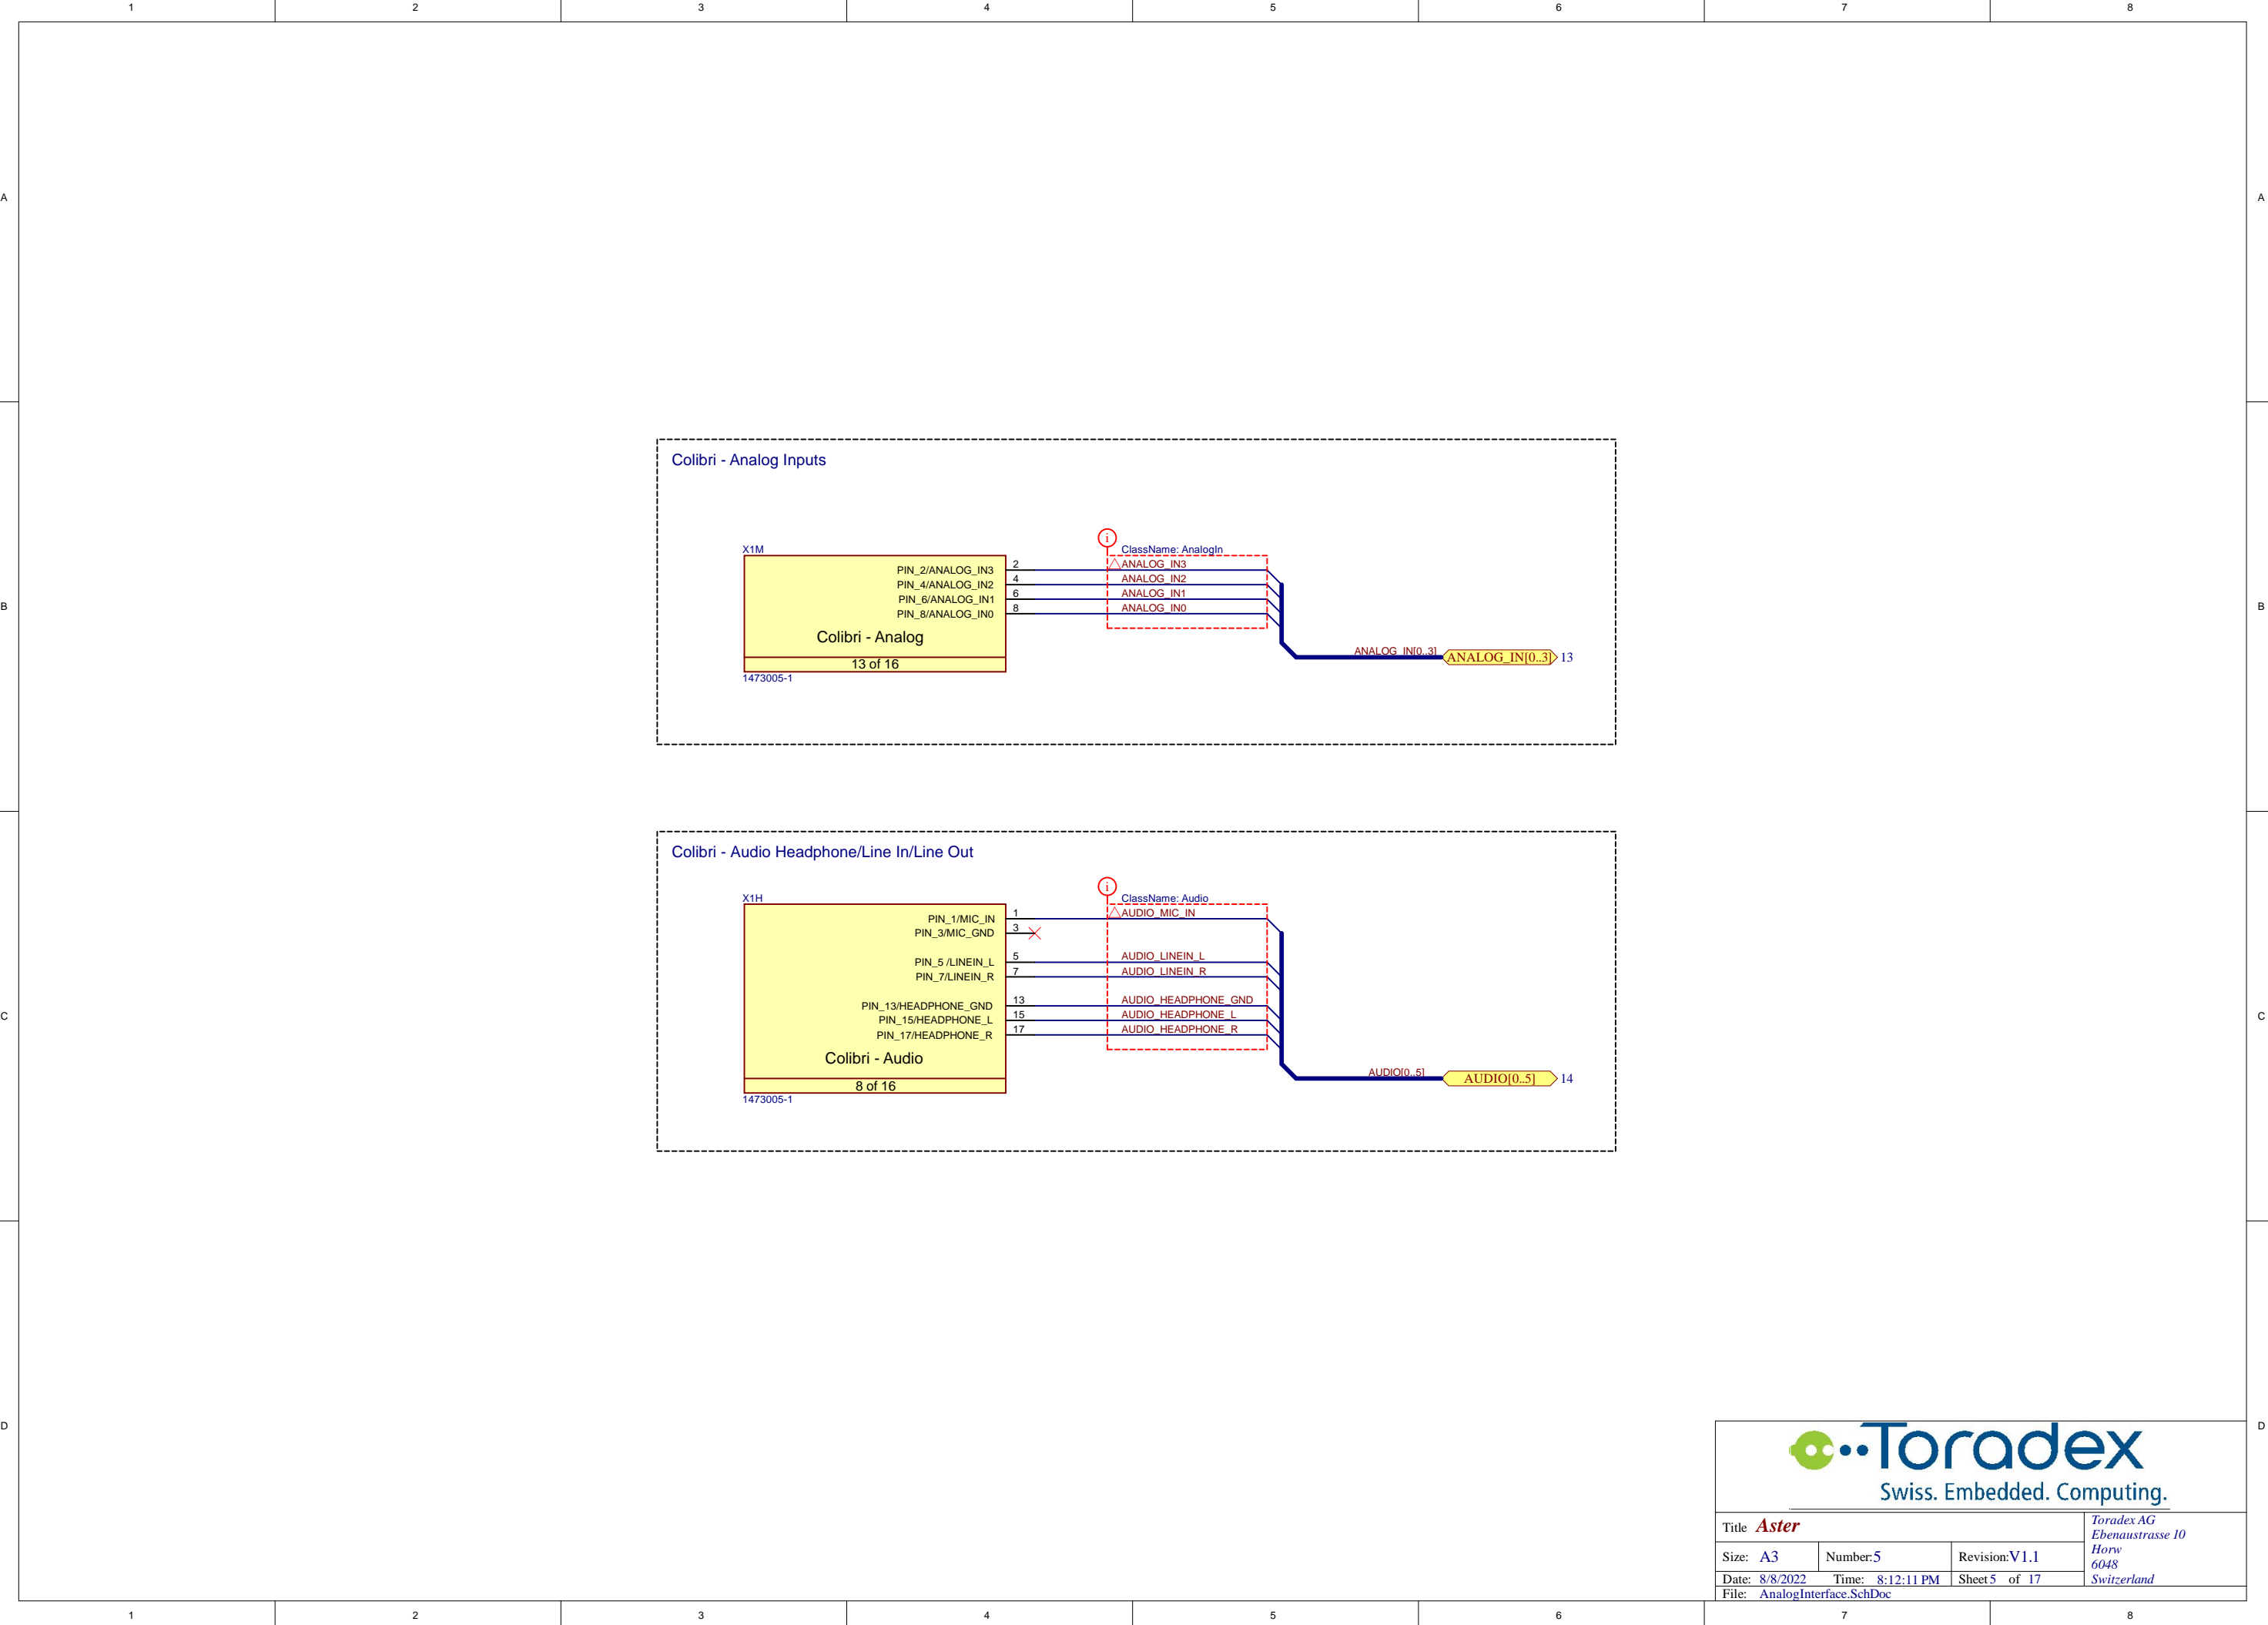 1 2 3 4 5 6 7 8
A A
B B
C C
D D
Colibri - Analog Inputs
X1M
i
ClassName: AnalogIn
PIN_2/ANALOG_IN3 2 ANALOG_IN3
PIN_4/ANALOG_IN2 4 ANALOG_IN2
PIN_6/ANALOG_IN1 6 ANALOG_IN1
PIN_8/ANALOG_IN0 8 ANALOG_IN0
Colibri - Analog
13 of 16
1473005-1
ANALOG_IN[0..3] ANALOG_IN[0..3] 13
Colibri - Audio Headphone/Line In/Line Out
X1H
i
ClassName: Audio
PIN_1/MIC_IN 1 AUDIO_MIC_IN
PIN_3/MIC_GND 3
PIN_5 /LINEIN_L 5 AUDIO_LINEIN_L
PIN_7/LINEIN_R 7 AUDIO_LINEIN_R
PIN_13/HEADPHONE_GND 13 AUDIO_HEADPHONE_GND
PIN_15/HEADPHONE_L 15 AUDIO_HEADPHONE_L
PIN_17/HEADPHONE_R 17 AUDIO_HEADPHONE_R
Colibri - Audio
8 of 16
1473005-1
AUDIO[0..5] AUDIO[0..5] 14
Toradex
Swiss. Embedded. Computing.
Title Aster
Size: A3 Number:5 Revision:V1.1
Date: 8/8/2022 Time: 8:12:11 PM Sheet 5 of 17
File: AnalogInterface.SchDoc
Toradex AG
Ebenaustrasse 10
Horw
6048
Switzerland
1 2 3 4 5 6 7 8